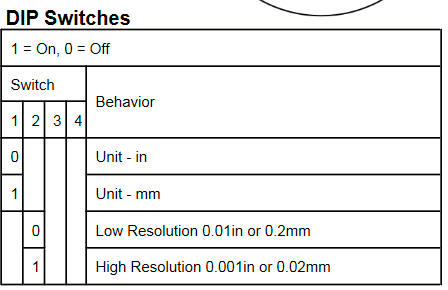 DIP Switches
1 = On, 0 = Off
Switch
Behavior
1 2 3 4
0 Unit - in
1 Unit - mm
0 Low Resolution 0.01in or 0.2mm
1 High Resolution 0.001in or 0.02mm